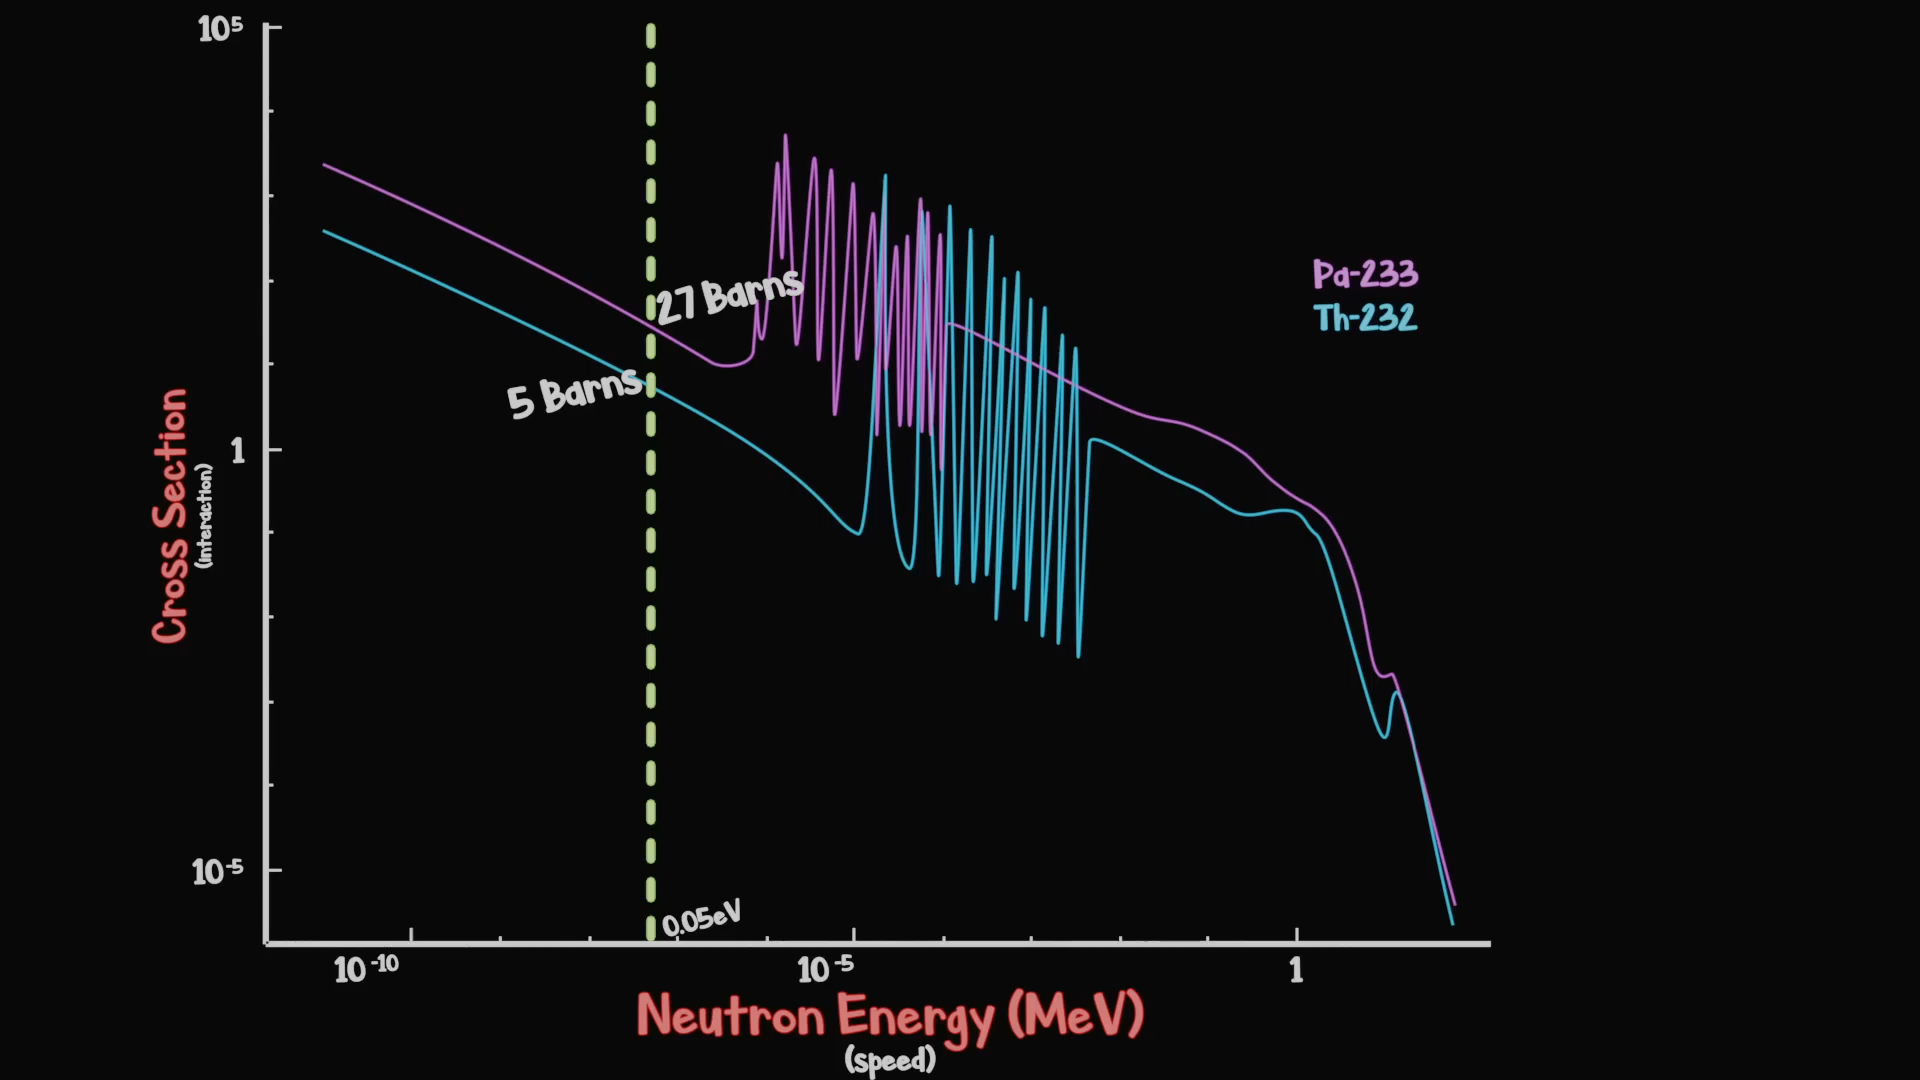 10⁵
27 Barns
Pa-233
Th-232
5 Barns
1
Cross Section
(interaction)
10⁻⁵
0.05eV
10⁻¹⁰
10⁻⁵
1
Neutron Energy (MeV)
(speed)